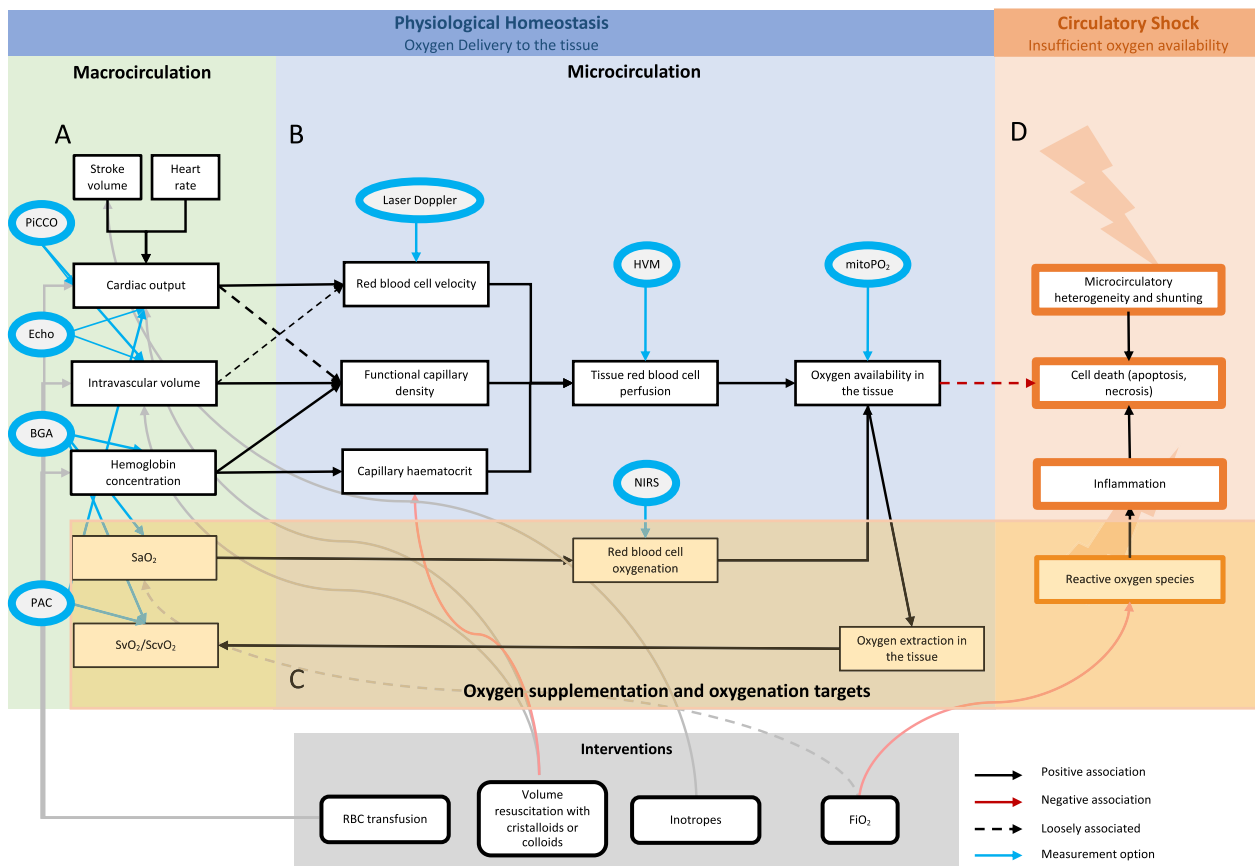 Physiological Homeostasis
Oxygen Delivery to the tissue
Circulatory Shock
Insufficient oxygen availability
Macrocirculation
Microcirculation
A
B
D
Stroke
volume
Heart
rate
PiCCO
Laser Doppler
HVM
mitoPO₂
Cardiac output
Red blood cell velocity
Microcirculatory
heterogeneity and shunting
Echo
Intravascular volume
Functional capillary
density
Tissue red blood cell
perfusion
Oxygen availability in
the tissue
Cell death (apoptosis,
necrosis)
BGA
Hemoglobin
concentration
Capillary haematocrit
NIRS
Inflammation
SaO₂
Red blood cell
oxygenation
Reactive oxygen species
PAC
SvO₂/ScvO₂
Oxygen extraction in
the tissue
C
Oxygen supplementation and oxygenation targets
Interventions
RBC transfusion
Volume
resuscitation with
cristalloids or
colloids
Inotropes
FiO₂
Positive association
Negative association
Loosely associated
Measurement option